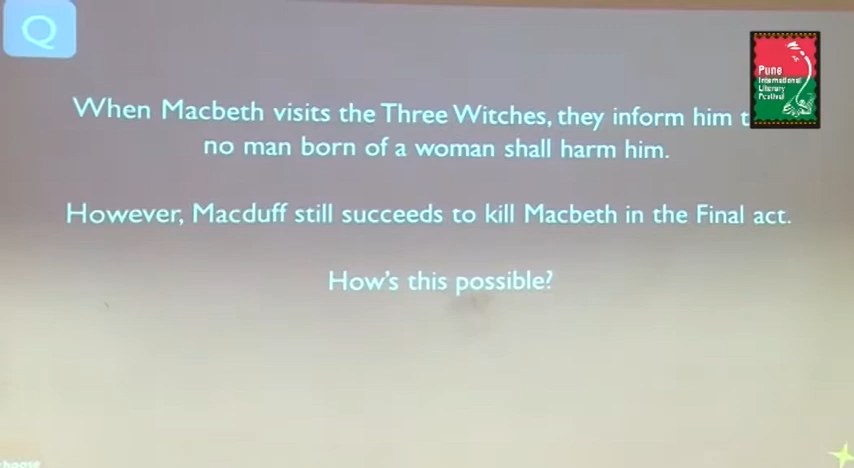 Q
Pune
International
Literary
Festival
When Macbeth visits the Three Witches, they inform him
no man born of a woman shall harm him.
However, Macduff still succeeds to kill Macbeth in the Final act.
How's this possible?
choose